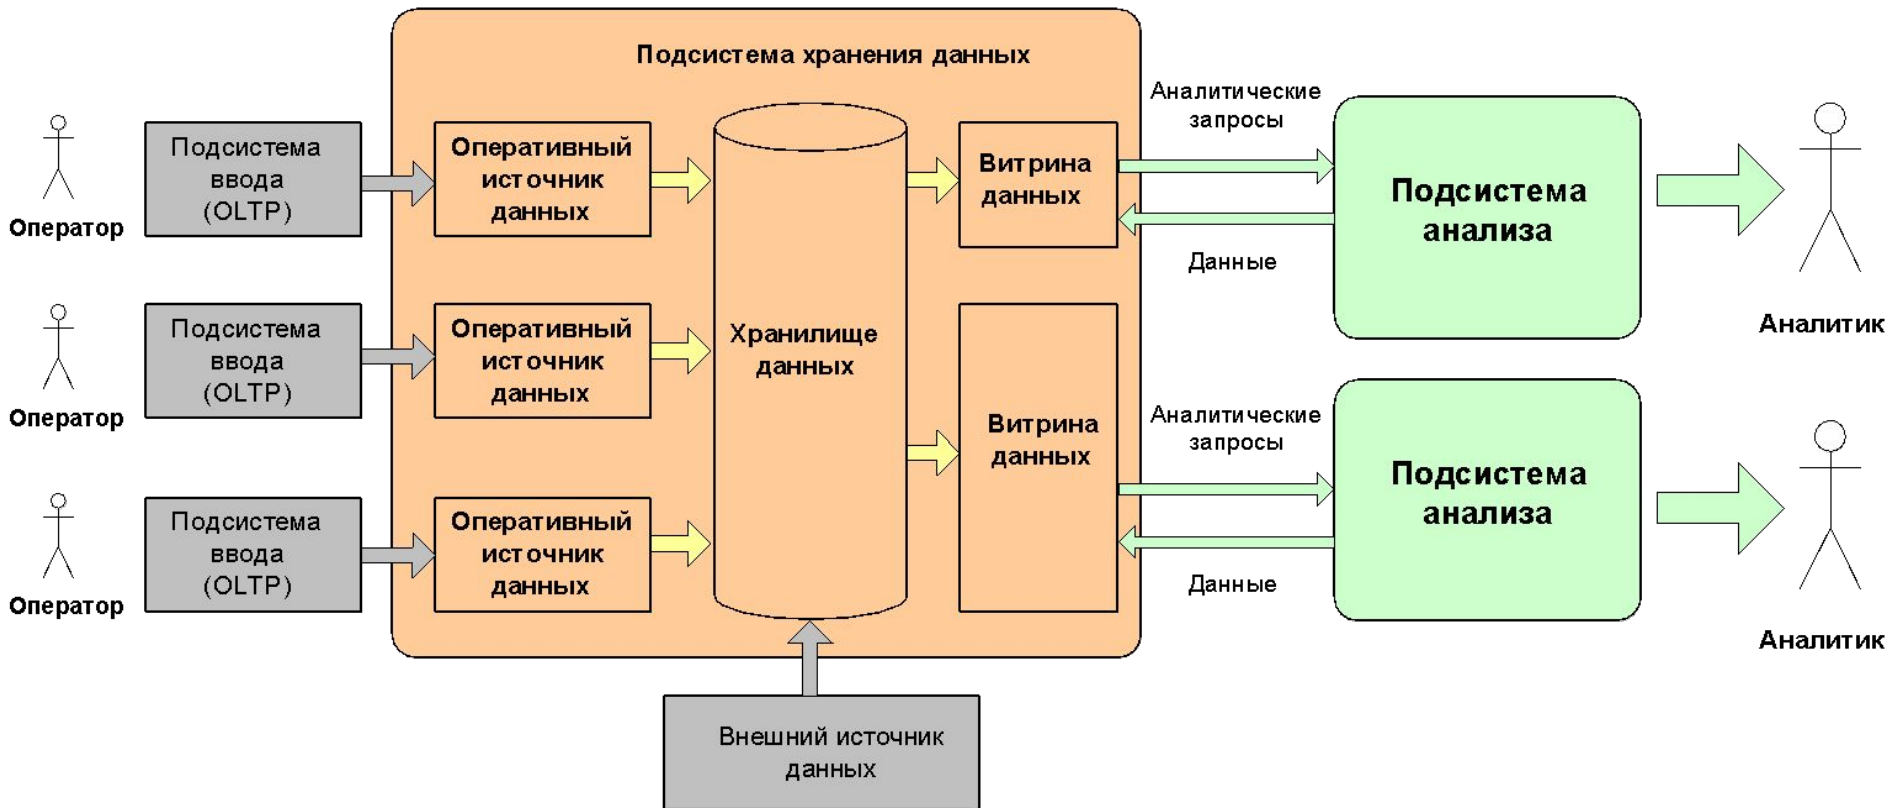 Подсистема хранения данных
Оператор
Подсистема
ввода
(OLTP)
Оперативный
источник
данных
Оператор
Подсистема
ввода
(OLTP)
Оперативный
источник
данных
Оператор
Подсистема
ввода
(OLTP)
Оперативный
источник
данных
Хранилище
данных
Витрина
данных
Витрина
данных
Аналитические
запросы
Данные
Аналитические
запросы
Данные
Подсистема
анализа
Аналитик
Подсистема
анализа
Аналитик
Внешний источник
данных